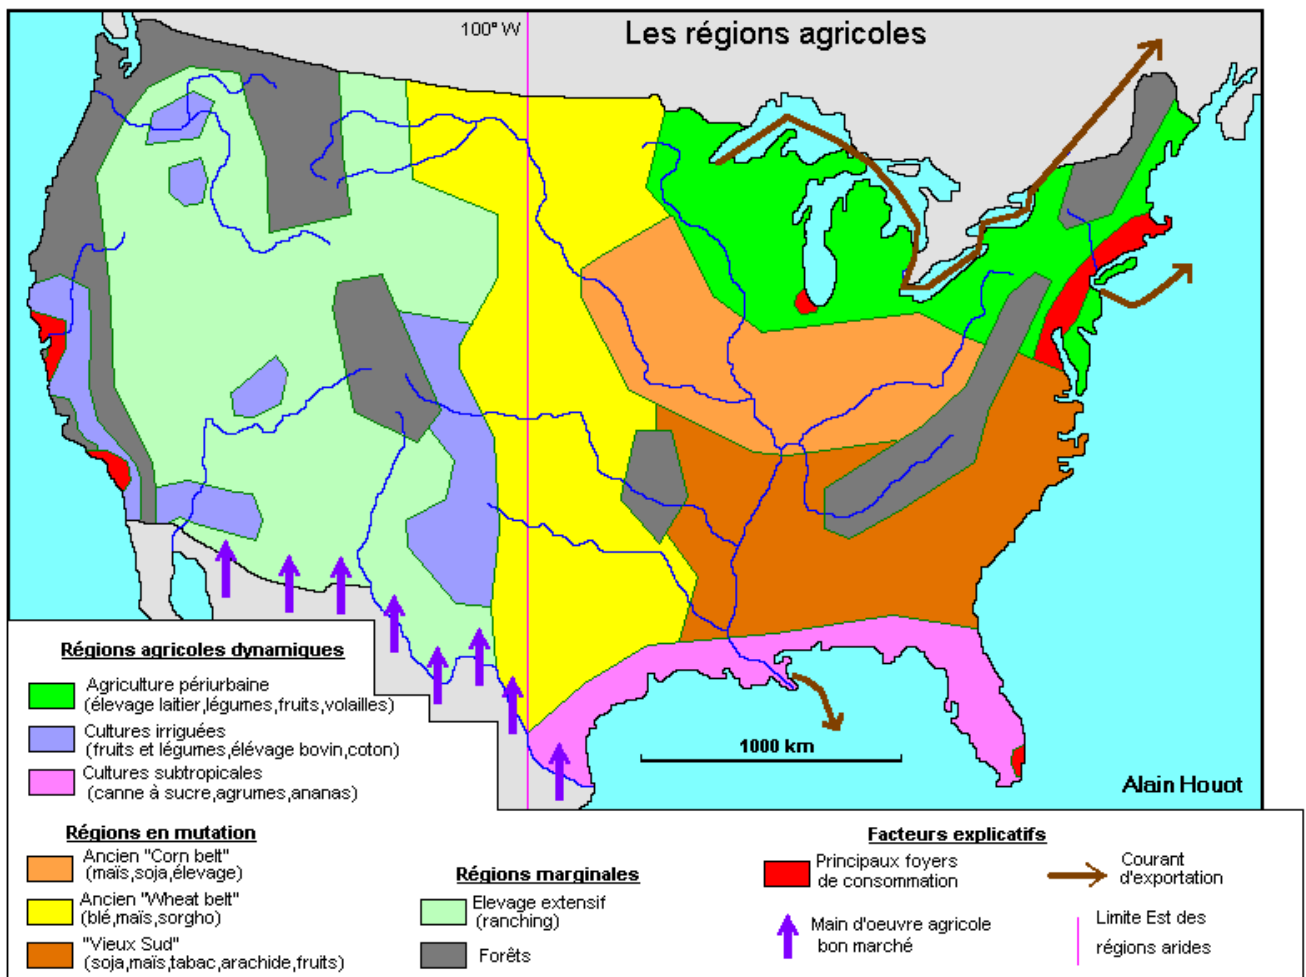 100° W
Les régions agricoles
Régions agricoles dynamiques
Agriculture périurbaine
(élevage laitier,légumes,fruits,volailles)
Cultures irriguées
(fruits et légumes,élévage bovin,coton)
Cultures subtropicales
(canne à sucre,agrumes,ananas)
1000 km
Alain Houot
Régions en mutation
Ancien "Corn belt"
(maïs,soja,élevage)
Ancien "Wheat belt"
(blé,maïs,sorgho)
"Vieux Sud"
(soja,maïs,tabac,arachide,fruits)
Régions marginales
Elevage extensif
(ranching)
Forêts
Facteurs explicatifs
Principaux foyers
de consommation
Main d'oeuvre agricole
bon marché
Courant
d'exportation
Limite Est des
régions arides